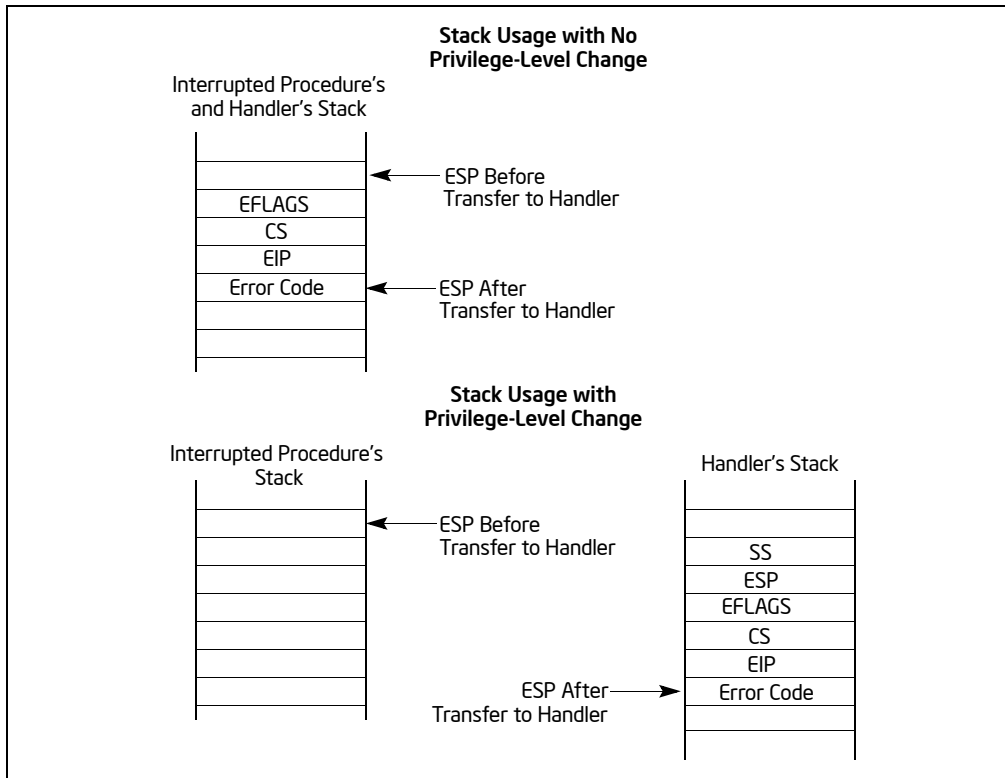 Stack Usage with No
Privilege-Level Change
Interrupted Procedure's
and Handler's Stack
ESP Before
Transfer to Handler
EFLAGS
CS
EIP
Error Code
ESP After
Transfer to Handler
Stack Usage with
Privilege-Level Change
Interrupted Procedure's
Stack
Handler's Stack
ESP Before
Transfer to Handler
SS
ESP
EFLAGS
CS
EIP
Error Code
ESP After
Transfer to Handler